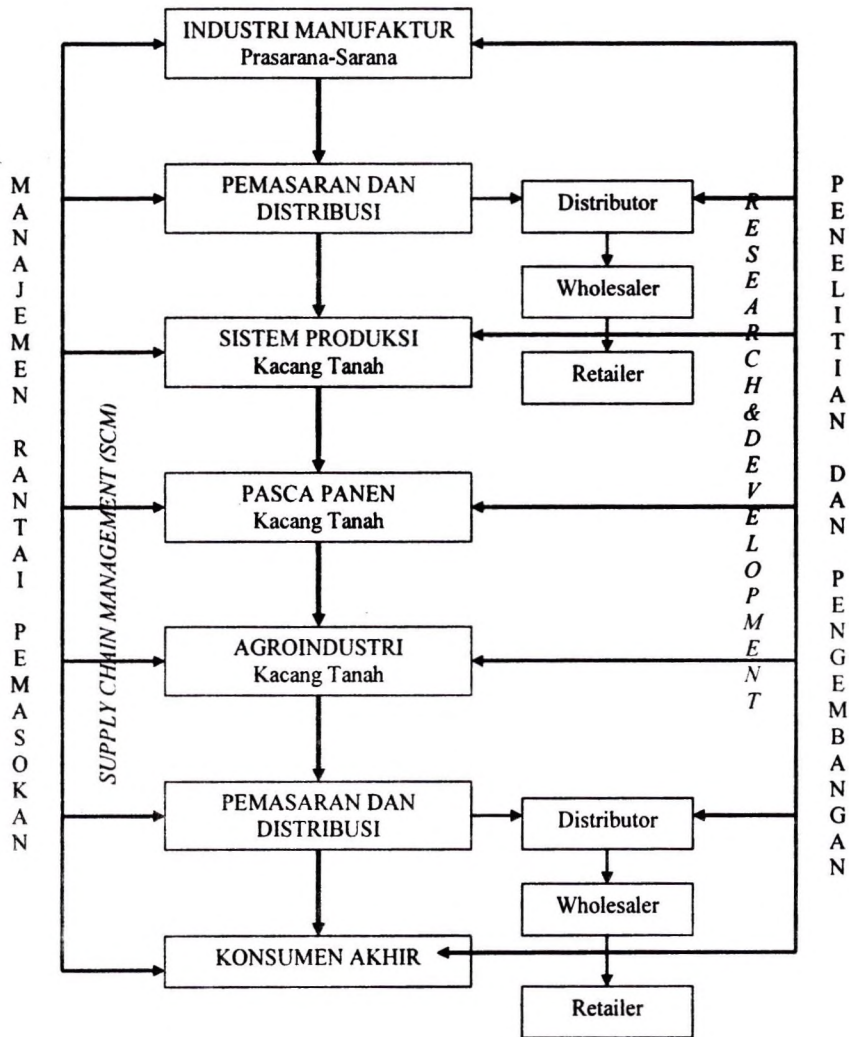 INDUSTRI MANUFAKTUR
Prasarana-Sarana
PEMASARAN DAN
DISTRIBUSI
Distributor
Wholesaler
Retailer
SISTEM PRODUKSI
Kacang Tanah
PASCA PANEN
Kacang Tanah
AGROINDUSTRI
Kacang Tanah
PEMASARAN DAN
DISTRIBUSI
Distributor
Wholesaler
Retailer
KONSUMEN AKHIR
MANAJEMEN RANTAI PEMASOKAN
SUPPLY CHAIN MANAGEMENT (SCM)
RESEARCH&DEVELOPMENT
PENELITIAN DAN PENGEMBANGAN